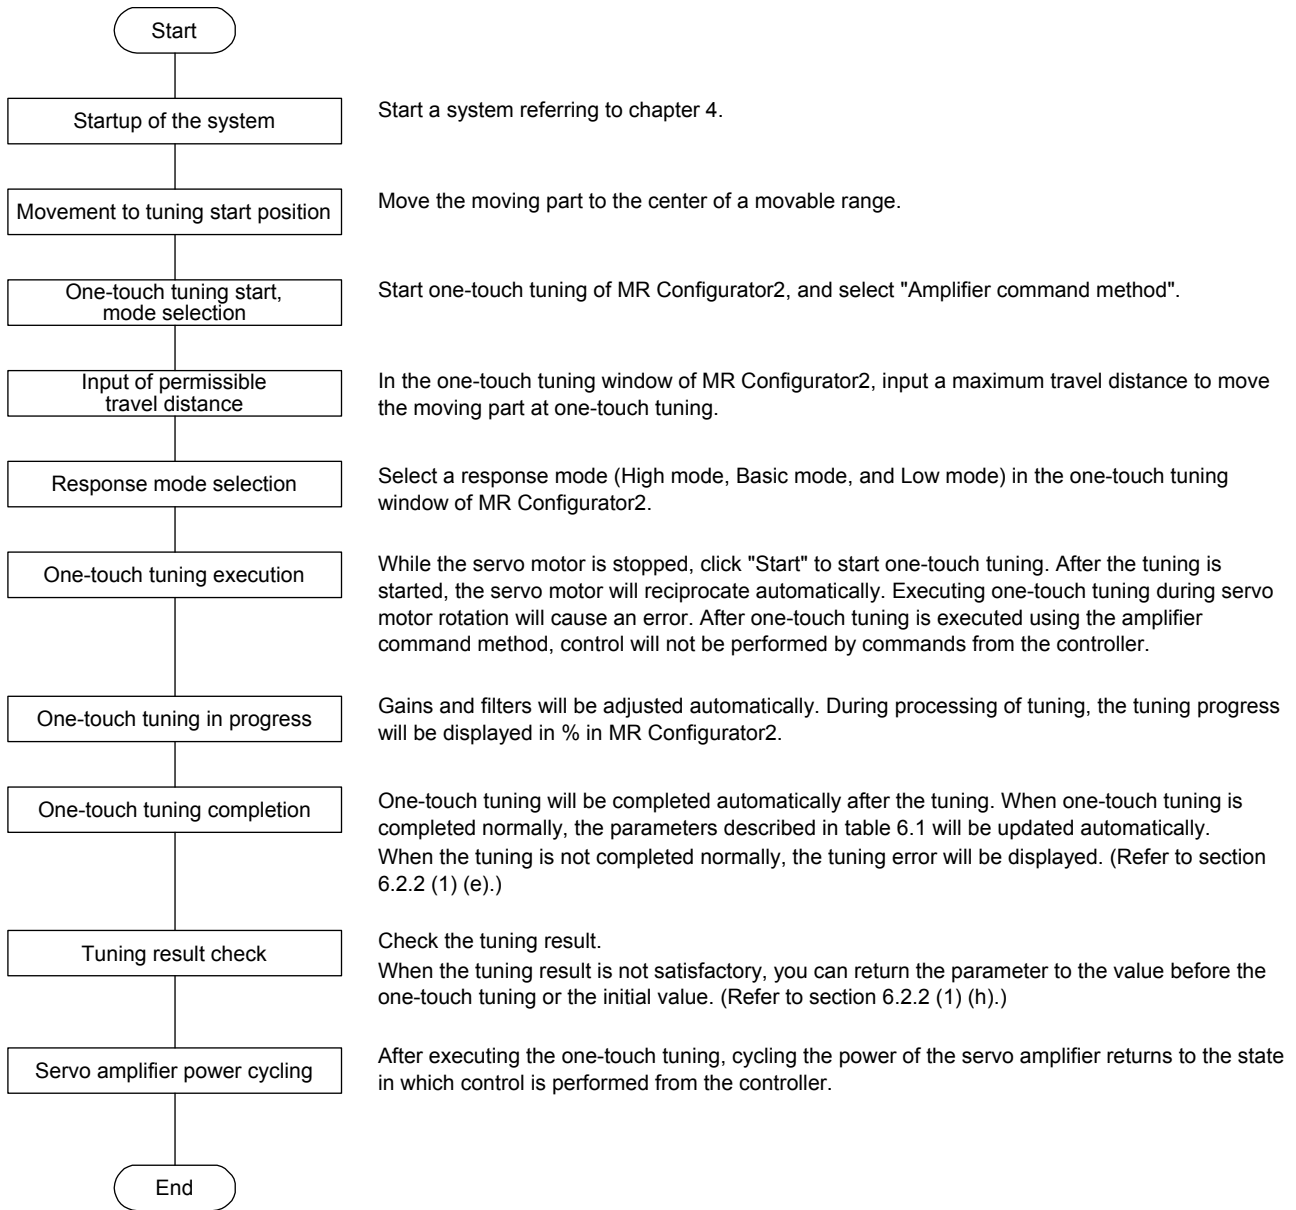 Start
Startup of the system
Start a system referring to chapter 4.
Movement to tuning start position
Move the moving part to the center of a movable range.
One-touch tuning start,
mode selection
Start one-touch tuning of MR Configurator2, and select "Amplifier command method".
Input of permissible
travel distance
In the one-touch tuning window of MR Configurator2, input a maximum travel distance to move
the moving part at one-touch tuning.
Response mode selection
Select a response mode (High mode, Basic mode, and Low mode) in the one-touch tuning
window of MR Configurator2.
One-touch tuning execution
While the servo motor is stopped, click "Start" to start one-touch tuning. After the tuning is
started, the servo motor will reciprocate automatically. Executing one-touch tuning during servo
motor rotation will cause an error. After one-touch tuning is executed using the amplifier
command method, control will not be performed by commands from the controller.
One-touch tuning in progress
Gains and filters will be adjusted automatically. During processing of tuning, the tuning progress
will be displayed in % in MR Configurator2.
One-touch tuning completion
One-touch tuning will be completed automatically after the tuning. When one-touch tuning is
completed normally, the parameters described in table 6.1 will be updated automatically.
When the tuning is not completed normally, the tuning error will be displayed. (Refer to section
6.2.2 (1) (e).)
Tuning result check
Check the tuning result.
When the tuning result is not satisfactory, you can return the parameter to the value before the
one-touch tuning or the initial value. (Refer to section 6.2.2 (1) (h).)
Servo amplifier power cycling
After executing the one-touch tuning, cycling the power of the servo amplifier returns to the state
in which control is performed from the controller.
End